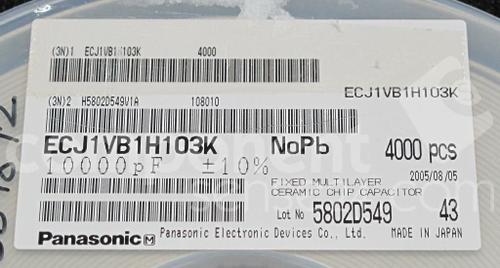 (3N)1 ECJ1VB1H103K 4000
ECJ1VB1H103K
(3N)2 H5802D549V1A 108010
ECJ1VB1H103K NoPb 4000 pcs
10000pF ±10% 2005/08/05
FIXED MULTILAYER
CERAMIC CHIP CAPACITOR
Lot No 5802D549 43
Panasonic M Panasonic Electronic Devices Co., Ltd. MADE IN JAPAN